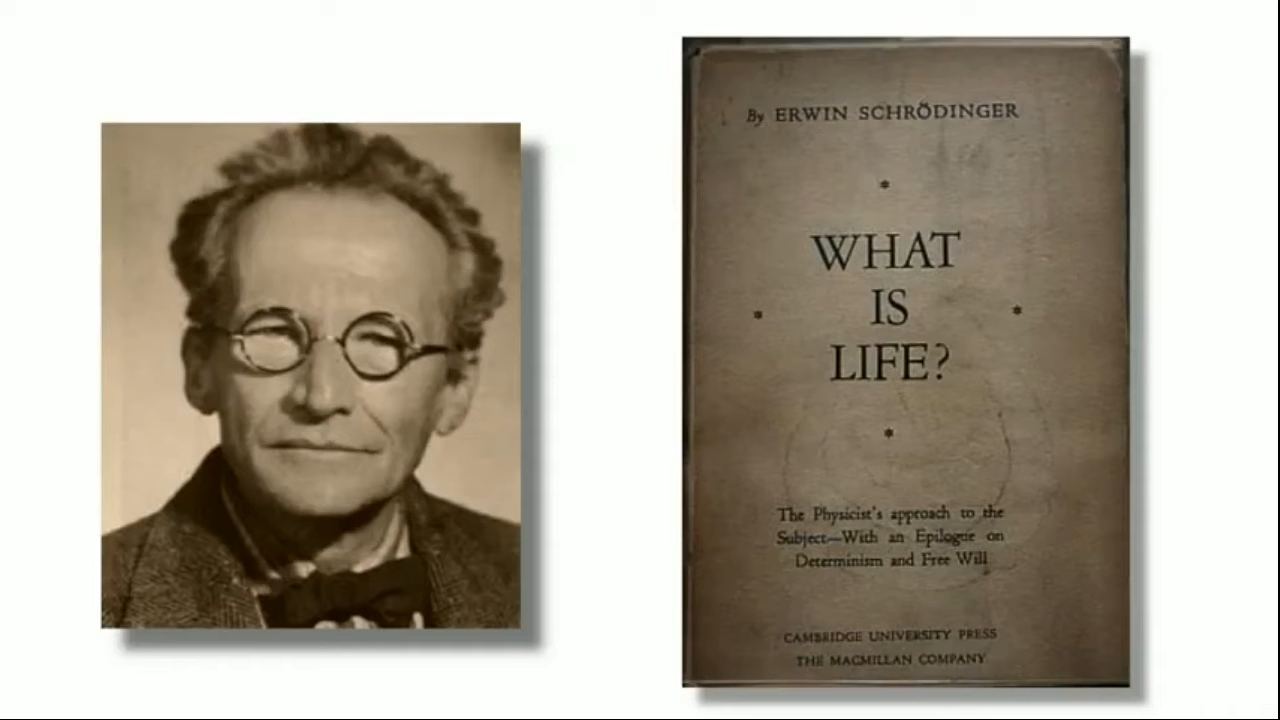 By ERWIN SCHRÖDINGER
*
WHAT
IS
* *
LIFE?
*
The Physicist's approach to the
Subject—With an Epilogue on
Determinism and Free Will
CAMBRIDGE UNIVERSITY PRESS
THE MACMILLAN COMPANY